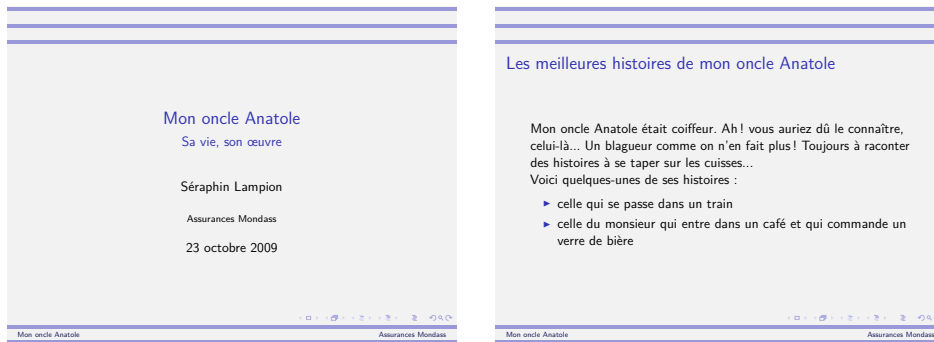 Mon oncle Anatole
Sa vie, son œuvre
Séraphin Lampion
Assurances Mondass
23 octobre 2009
Mon oncle Anatole
Assurances Mondass
Les meilleures histoires de mon oncle Anatole
Mon oncle Anatole était coiffeur. Ah ! vous auriez dû le connaître,
celui-là... Un blagueur comme on n'en fait plus ! Toujours à raconter
des histoires à se taper sur les cuisses...
Voici quelques-unes de ses histoires :
celle qui se passe dans un train
celle du monsieur qui entre dans un café et qui commande un
verre de bière
Mon oncle Anatole
Assurances Mondass